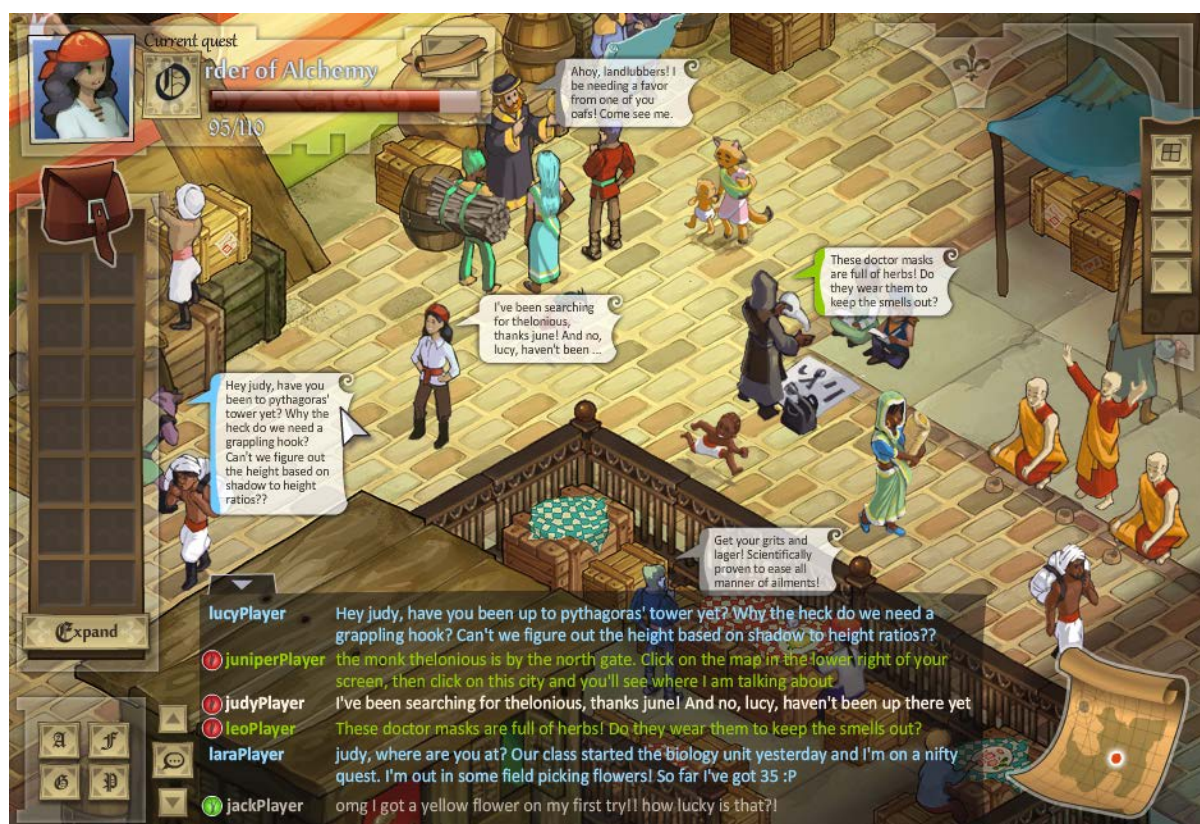 Current quest
Order of Alchemy
95/110
Ahoy, landlubbers! I
be needing a favor
from one of you
oafs! Come see me.
These doctor masks
are full of herbs! Do
they wear them to
keep the smells out?
I've been searching
for thelonious,
thanks june! And no,
lucy, haven't been ...
Hey judy, have you
been to pythagoras'
tower yet? Why the
heck do we need a
grappling hook?
Can't we figure out
the height based on
shadow to height
ratios??
Get your grits and
lager! Scientifically
proven to ease all
manner of ailments!
Expand
lucyPlayer Hey judy, have you been up to pythagoras' tower yet? Why the heck do we need a
grappling hook? Can't we figure out the height based on shadow to height ratios??
juniperPlayer the monk thelonious is by the north gate. Click on the map in the lower right of your
screen, then click on this city and you'll see where I am talking about
judyPlayer I've been searching for thelonious, thanks june! And no, lucy, haven't been up there yet
leoPlayer These doctor masks are full of herbs! Do they wear them to keep the smells out?
laraPlayer judy, where are you at? Our class started the biology unit yesterday and I'm on a nifty
quest. I'm out in some field picking flowers! So far I've got 35 :P
jackPlayer omg I got a yellow flower on my first try!! how lucky is that?!
A F
G P